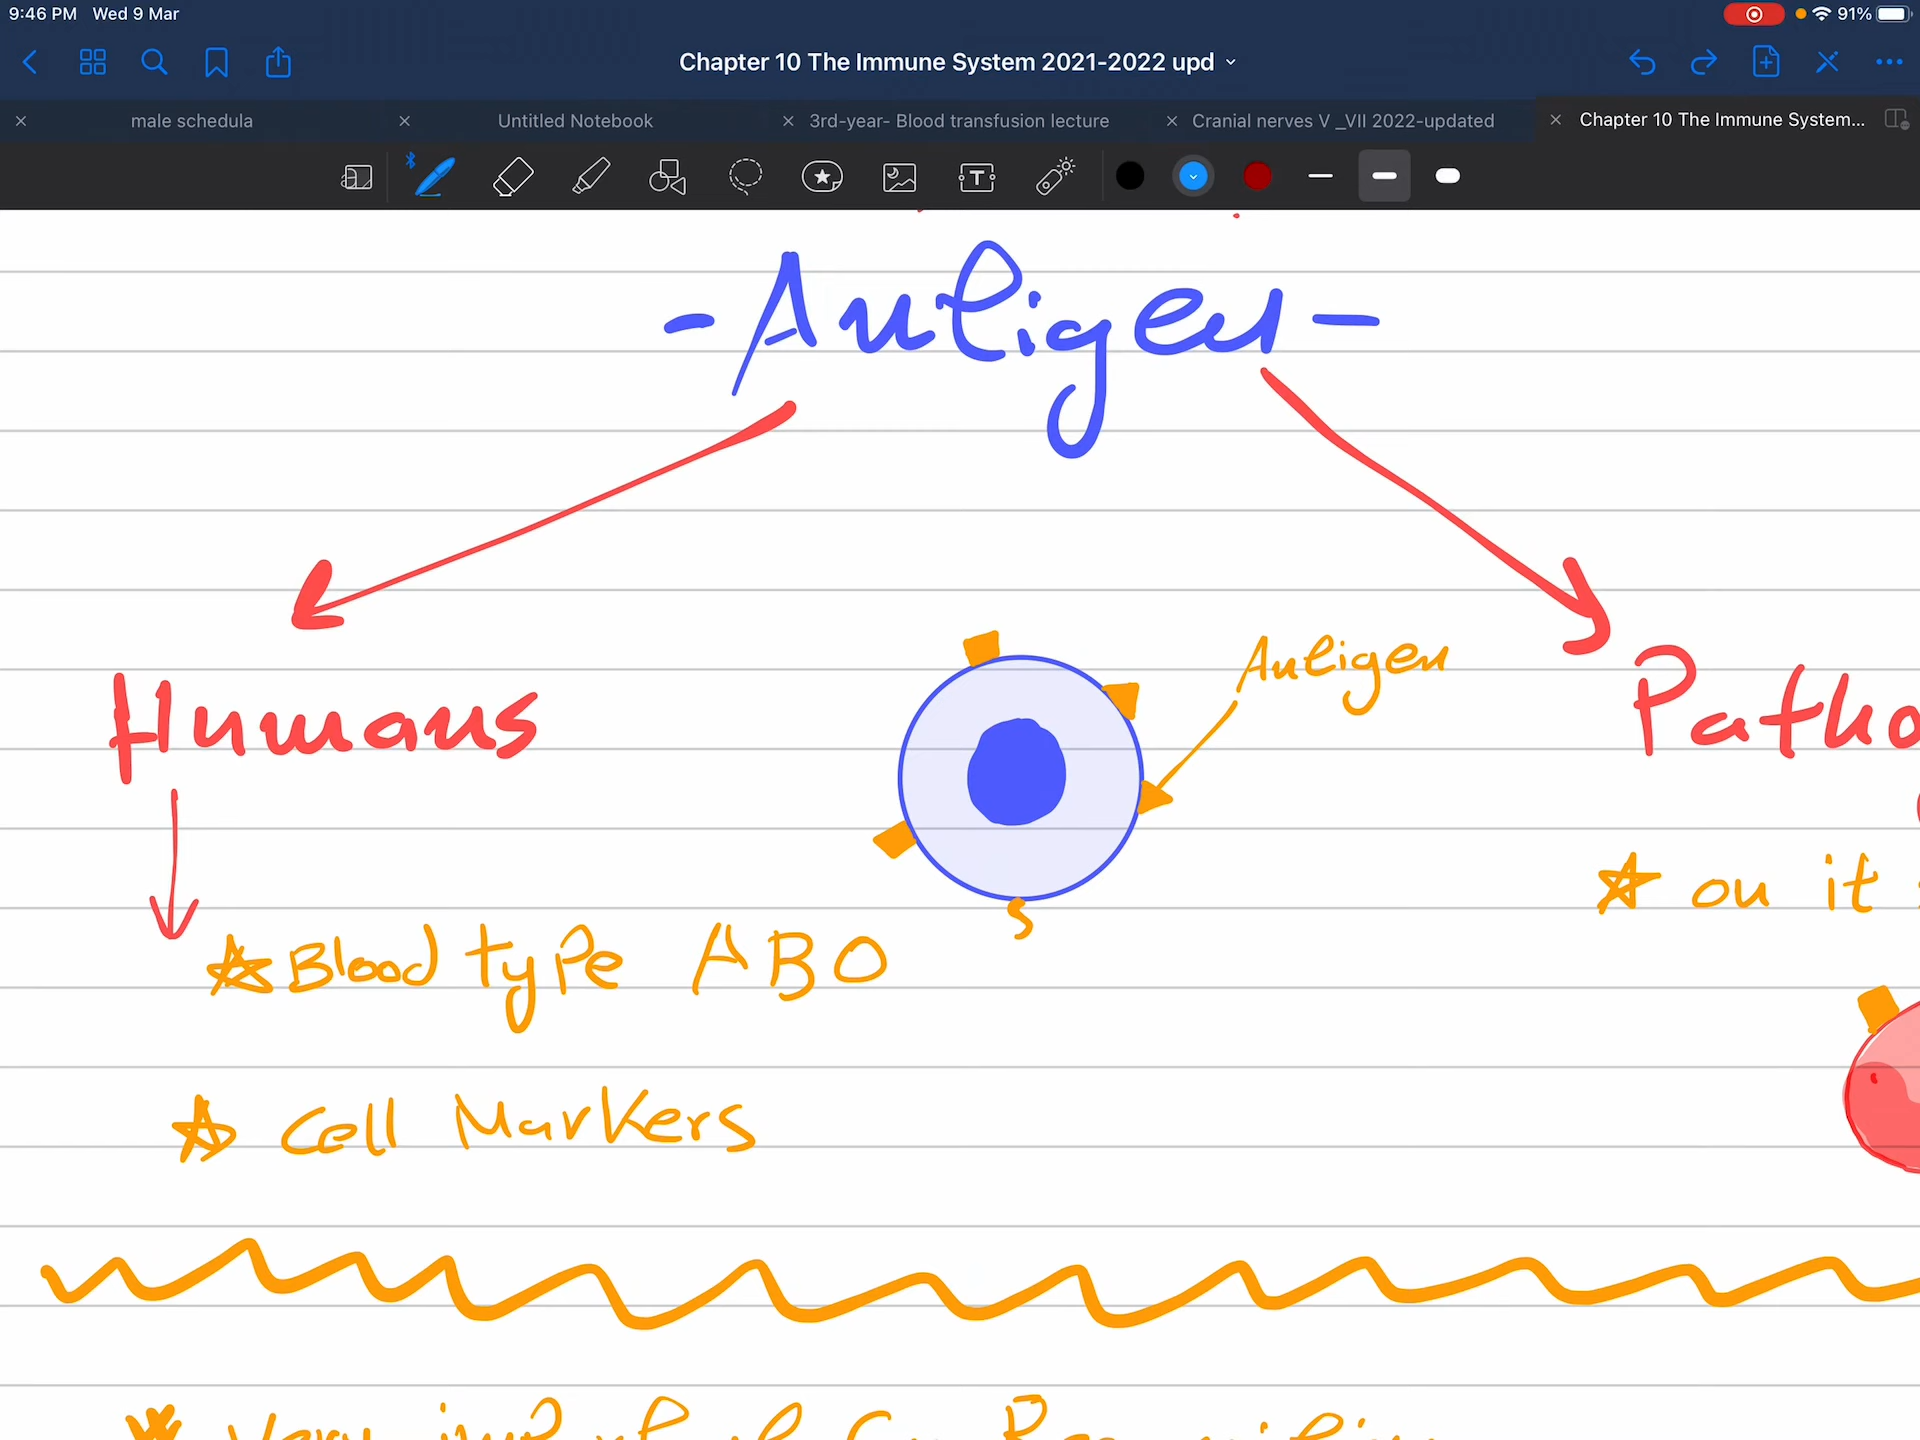 9:46 PM Wed 9 Mar 91%
Chapter 10 The Immune System 2021-2022 upd
male schedula Untitled Notebook 3rd-year- Blood transfusion lecture Cranial nerves V _VII 2022-updated Chapter 10 The Immune System...
-Antigen-
Antigen
Humans Patho
on it
Blood type ABO
Cell Markers
Very